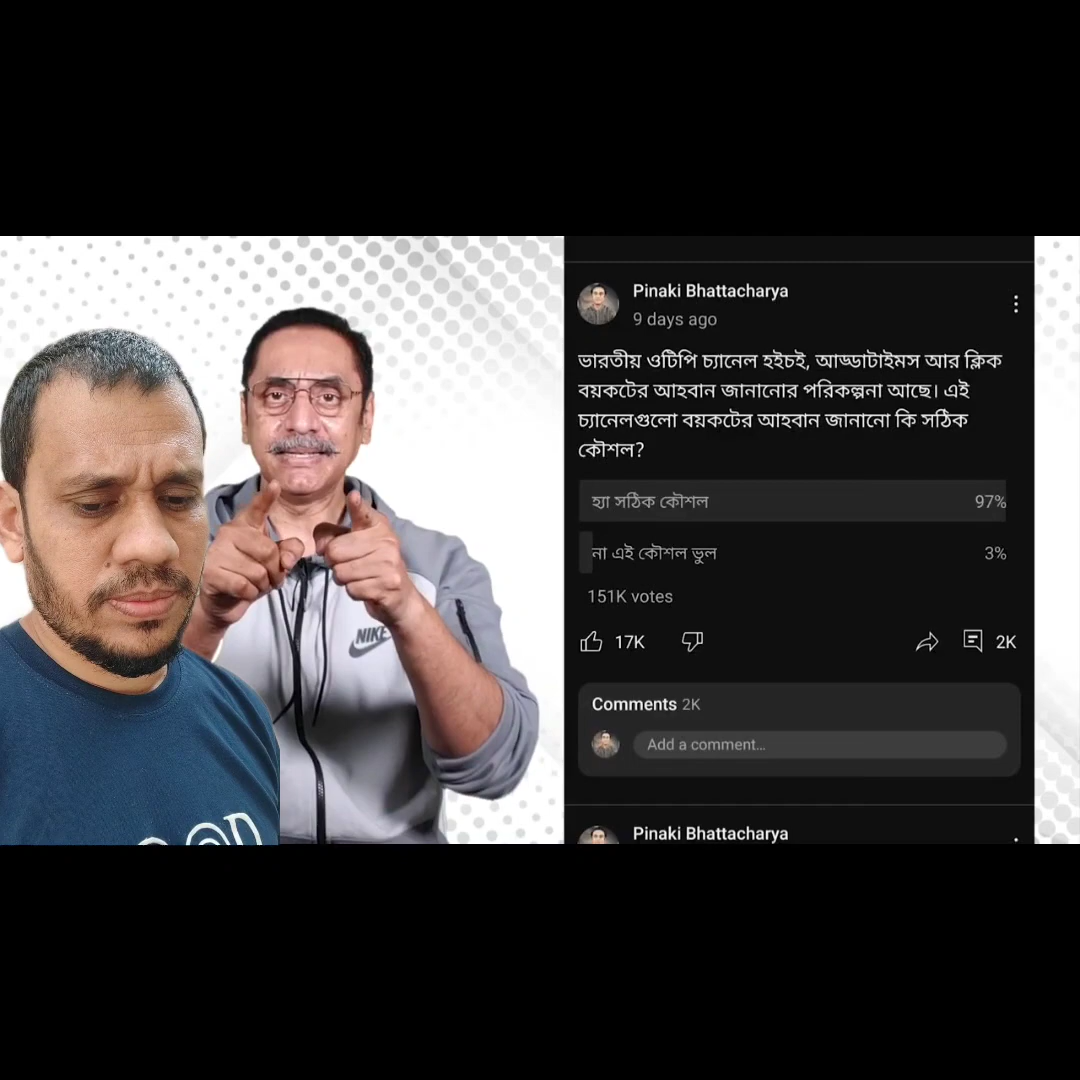 Pinaki Bhattacharya
9 days ago
ভারতীয় ওটিপি চ্যানেল হইচই, আড্ডাটাইমস আর ক্লিক
বয়কটের আহবান জানানোর পরিকল্পনা আছে। এই
চ্যানেলগুলো বয়কটের আহবান জানানো কি সঠিক
কৌশল?
হ্যা সঠিক কৌশল 97%
না এই কৌশল ভুল 3%
151K votes
17K 2K
Comments 2K
Add a comment...
Pinaki Bhattacharya
NIKE